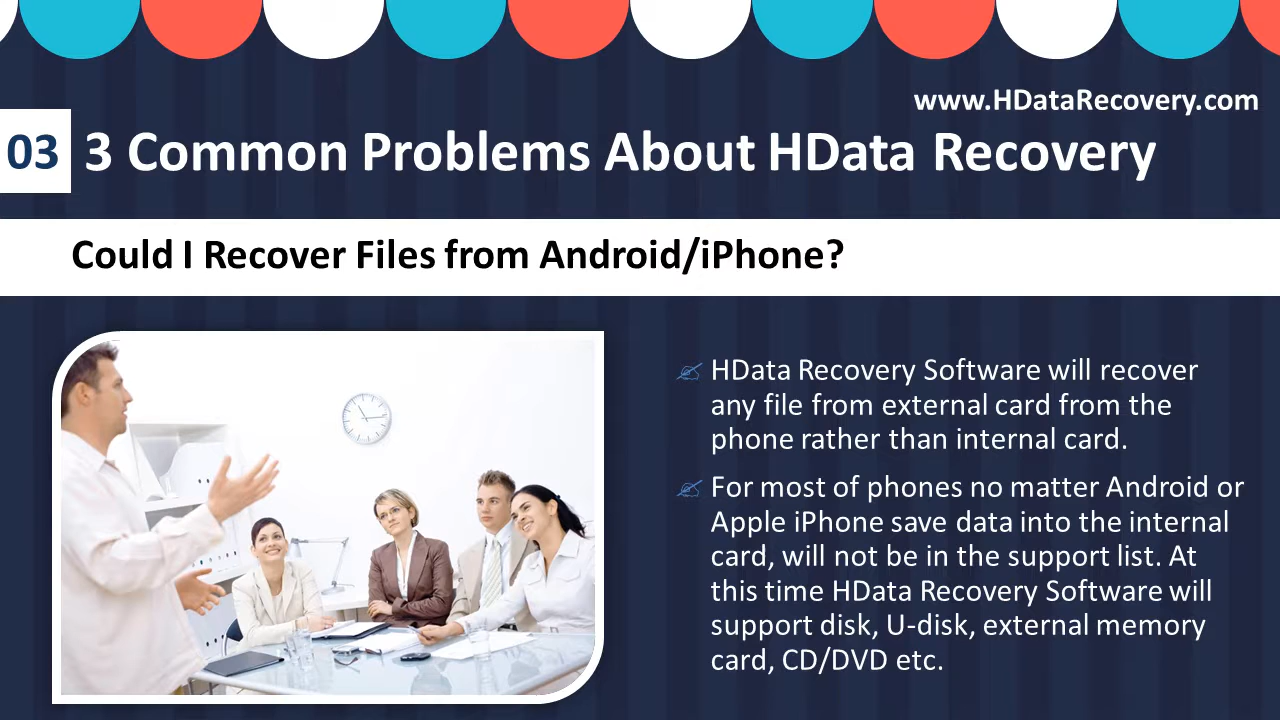 www.HDataRecovery.com
03 3 Common Problems About HData Recovery
Could I Recover Files from Android/iPhone?
HData Recovery Software will recover
any file from external card from the
phone rather than internal card.
For most of phones no matter Android or
Apple iPhone save data into the internal
card, will not be in the support list. At
this time HData Recovery Software will
support disk, U-disk, external memory
card, CD/DVD etc.